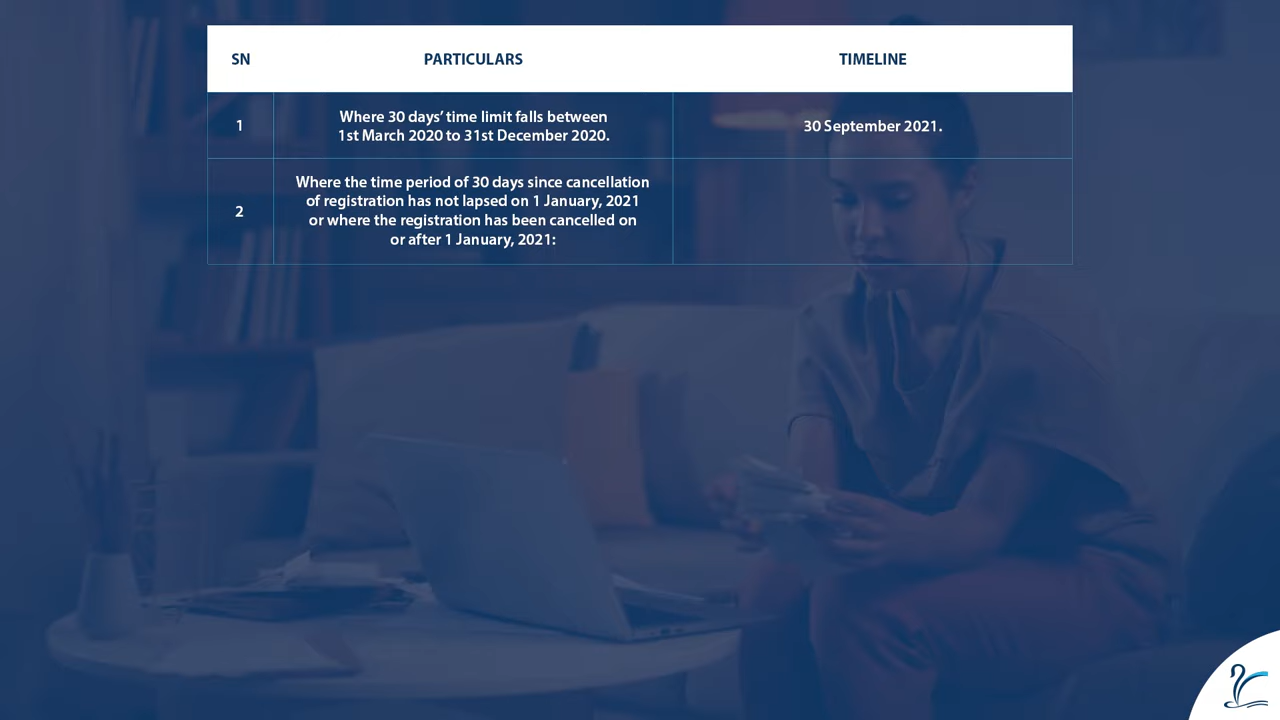 SN PARTICULARS TIMELINE
1 Where 30 days’ time limit falls between
1st March 2020 to 31st December 2020. 30 September 2021.
2 Where the time period of 30 days since cancellation
of registration has not lapsed on 1 January, 2021
or where the registration has been cancelled on
or after 1 January, 2021: